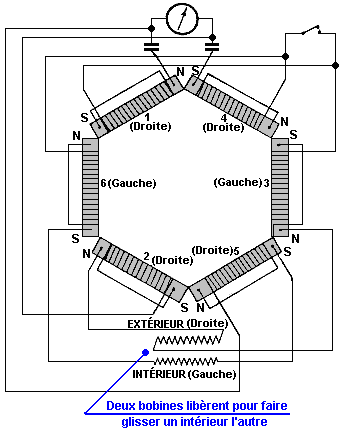 N
S
S
1
(Droite)
4
(Droite)
N
S
N
S
6 (Gauche)
(Gauche) 3
S
N
N
S
2 (Droite)
(Droite) 5
S
N
EXTÉRIEUR (Droite)
INTÉRIEUR (Gauche)
Deux bobines libèrent pour faire
glisser un intérieur l'autre